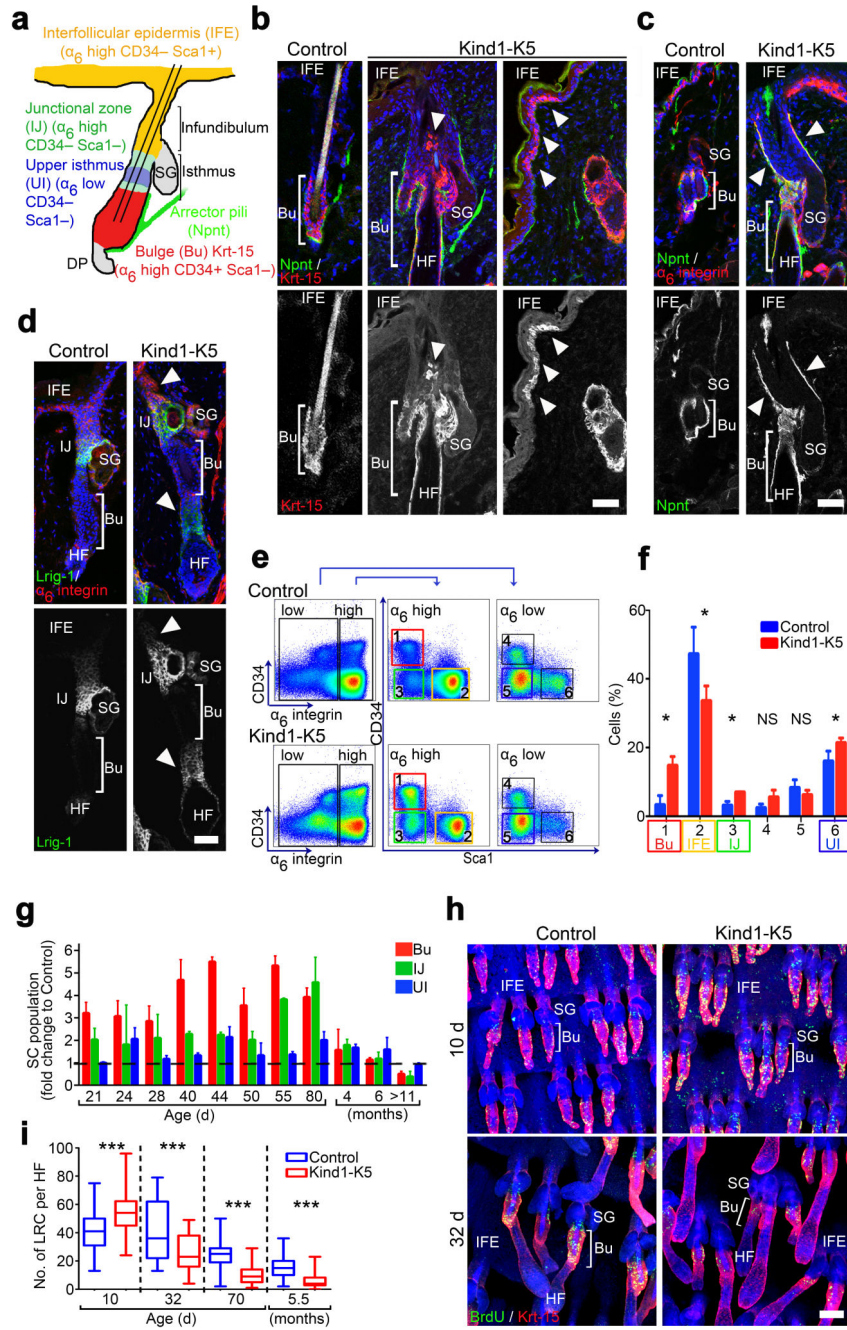 a
Interfollicular epidermis (IFE)
(α6 high CD34– Sca1+)
Junctional zone
(IJ) (α6 high
CD34– Sca1–)
Upper isthmus
(UI) (α6 low
CD34–
Sca1–)
Infundibulum
Isthmus
SG
Arrector pili
(Npnt)
Bulge (Bu) Krt-15
(α6 high CD34+ Sca1–)
DP
b
Control
Kind1-K5
IFE
IFE
IFE
Bu
Bu
SG
HF
Npnt /
Krt-15
IFE
IFE
IFE
Bu
Bu
SG
HF
Krt-15
c
Control
Kind1-K5
IFE
IFE
SG
Bu
Bu
SG
HF
Npnt /
α6 integrin
IFE
IFE
SG
Bu
Bu
SG
HF
Npnt
d
Control
Kind1-K5
IFE
IJ
SG
Bu
HF
IJ
SG
Bu
HF
Lrig-1/
α6 integrin
IFE
IJ
SG
Bu
HF
IJ
SG
Bu
HF
Lrig-1
e
Control
low high
α6 high
α6 low
1
3
2
4
5
6
CD34
α6 integrin
CD34
Kind1-K5
low high
α6 high
α6 low
1
3
2
4
5
6
CD34
α6 integrin
Sca1
f
Control
Kind1-K5
Cells (%)
60
40
20
0
* * * NS NS *
1 2 3 4 5 6
Bu IFE IJ UI
g
SC population
(fold change to Control)
6
5
4
2
1
0
Bu
IJ
UI
21 24 28 40 44 50 55 80 4 6 >11
Age (d) (months)
h
Control
Kind1-K5
10 d
IFE
SG
Bu
IFE
SG
Bu
32 d
IFE
SG
Bu
HF
SG
Bu
HF
IFE
BrdU / Krt-15
i
No. of LRC per HF
100
80
60
40
20
0
*** *** *** ***
Control
Kind1-K5
10 32 70 5.5
Age (d) (months)